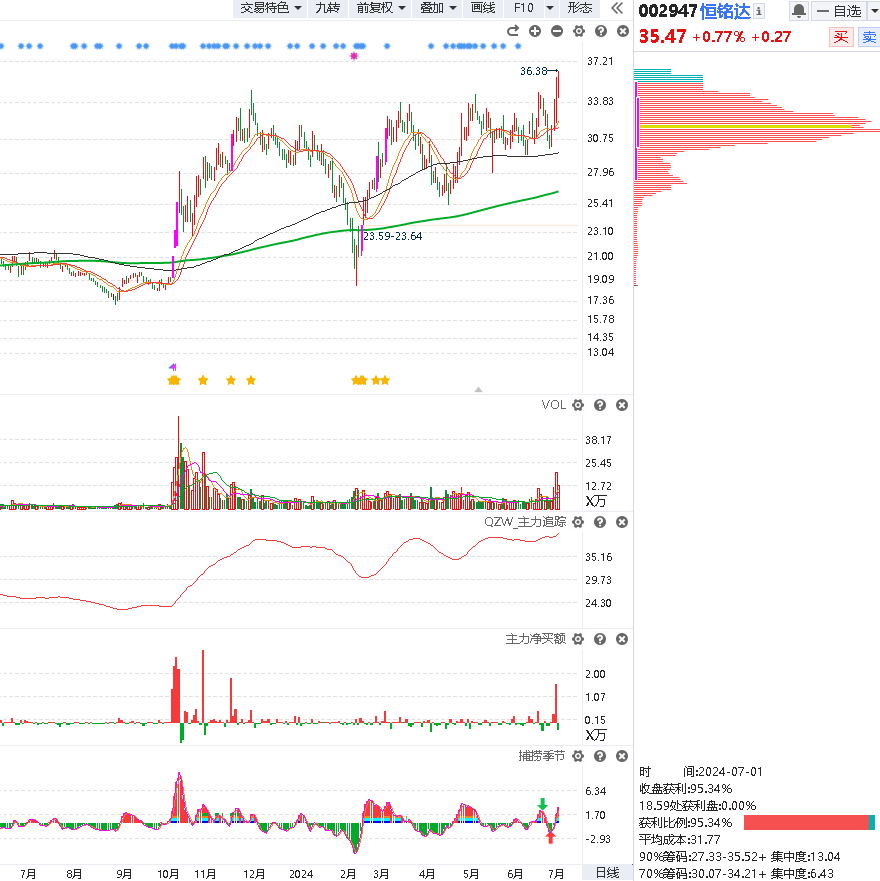 交易特色 九转 前复权 叠加 画线 F10 形态
002947 恒铭达 自选
35.47 +0.77% +0.27 买 卖
36.38
37.21
33.83
30.75
27.96
25.41
23.59-23.64
23.10
21.00
19.09
17.36
15.78
14.35
13.04
VOL
38.17
25.45
12.72
X万
QZW_主力追踪
35.16
29.73
24.30
主力净买额
2.00
1.07
0.15
X万
捕捞季节
6.34
1.70
-2.93
时 间:2024-07-01
收盘获利:95.34%
18.59处获利盘:0.00%
获利比例:95.34%
平均成本:31.77
90%筹码:27.33-35.52+ 集中度:13.04
70%筹码:30.07-34.21+ 集中度:6.43
7月 8月 9月 10月 11月 12月 2024 2月 3月 4月 5月 6月 7月 日线